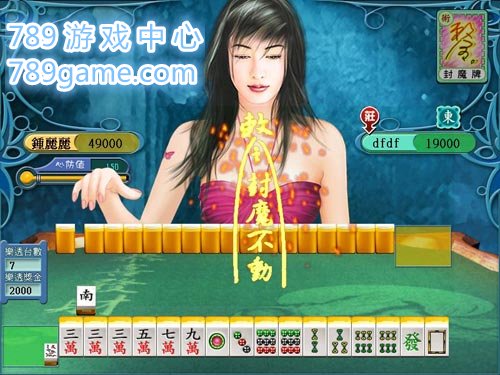 789游戏中心
789game.com
術
封魔牌
莊
東
鍾麗麗 49000
dfdf 19000
心防值 150
敕令封魔不動
樂透台數
7
樂透獎金
2000
南
三 三 三 五 七 九 發
萬 萬 萬 萬 萬 萬